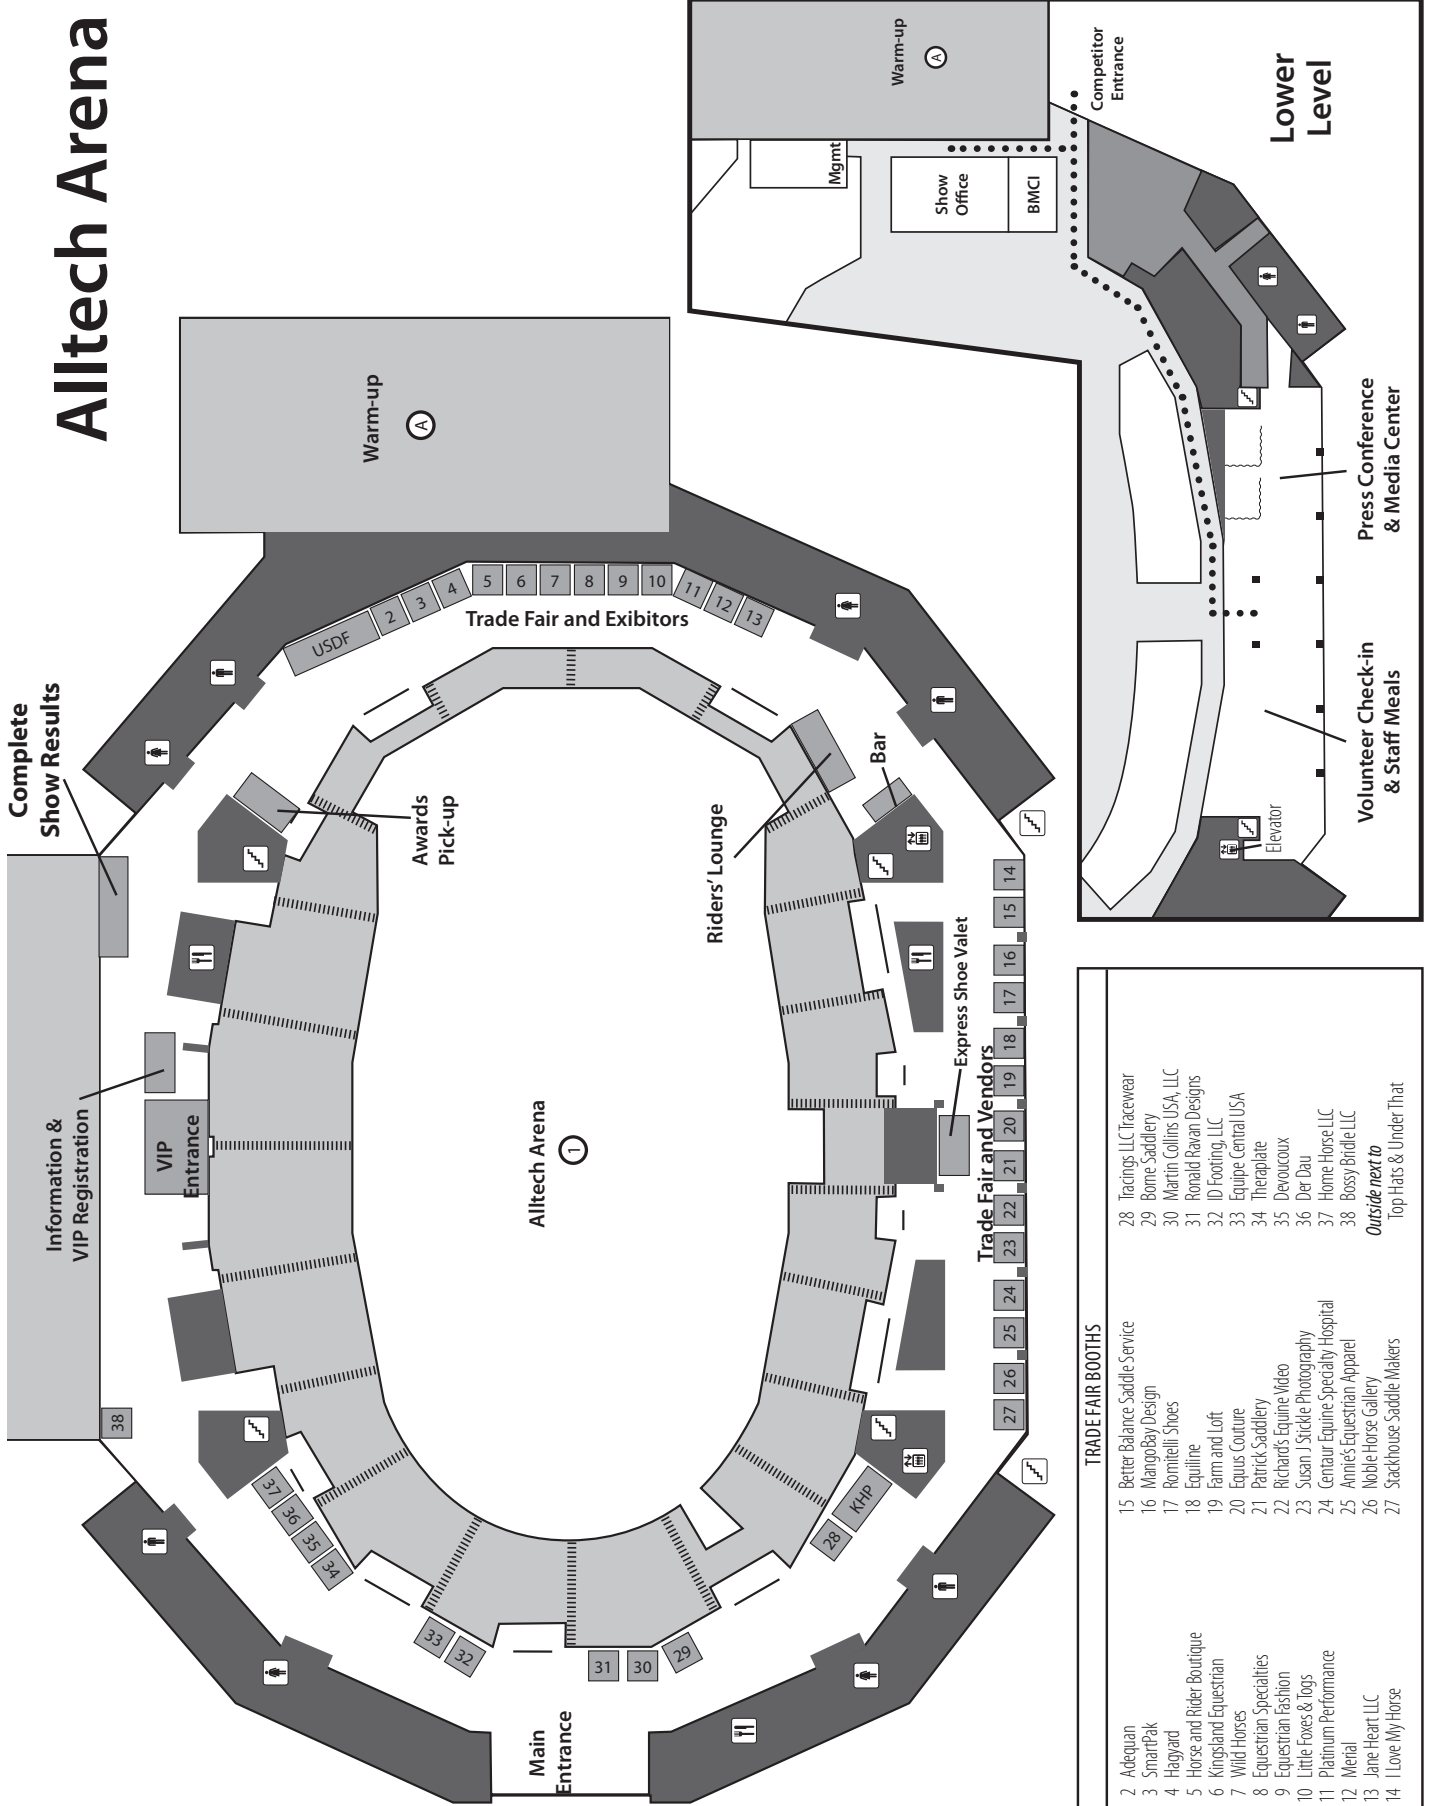 Alltech Arena
Complete
Show Results
Information &
VIP Registration
VIP
Entrance
Warm-up
A
Awards
Pick-up
USDF
2
3
4
5
6
7
8
9
10
11
12
13
Trade Fair and Exibitors
Alltech Arena
1
Riders' Lounge
Bar
Express Shoe Valet
Trade Fair and Vendors
14
15
16
17
18
19
20
21
22
23
24
25
26
27
KHP
28
29
30
31
32
33
34
35
36
37
38
Main
Entrance
Warm-up
A
Competitor
Entrance
Lower
Level
Mgmt
Show
Office
BMCI
Press Conference
& Media Center
Volunteer Check-in
& Staff Meals
Elevator
TRADE FAIR BOOTHS
2 Adequan
3 SmartPak
4 Hagyard
5 Horse and Rider Boutique
6 Kingsland Equestrian
7 Wild Horses
8 Equestrian Specialties
9 Equestrian Fashion
10 Little Foxes & Togs
11 Platinum Performance
12 Merial
13 Jane Heart LLC
14 I Love My Horse
15 Better Balance Saddle Service
16 MangoBay Design
17 Romitelli Shoes
18 Equiline
19 Farm and Loft
20 Equus Couture
21 Patrick Saddlery
22 Richard's Equine Video
23 Susan J Stickle Photography
24 Centaur Equine Specialty Hospital
25 Annie's Equestrian Apparel
26 Noble Horse Gallery
27 Stackhouse Saddle Makers
28 Tracings LLC Tracewear
29 Borne Saddlery
30 Martin Collins USA, LLC
31 Ronald Ravan Designs
32 ID Footing, LLC
33 Equipe Central USA
34 Theraplate
35 Devoucoux
36 Der Dau
37 Home Horse LLC
38 Bossy Bridle LLC
Outside next to
Top Hats & Under That